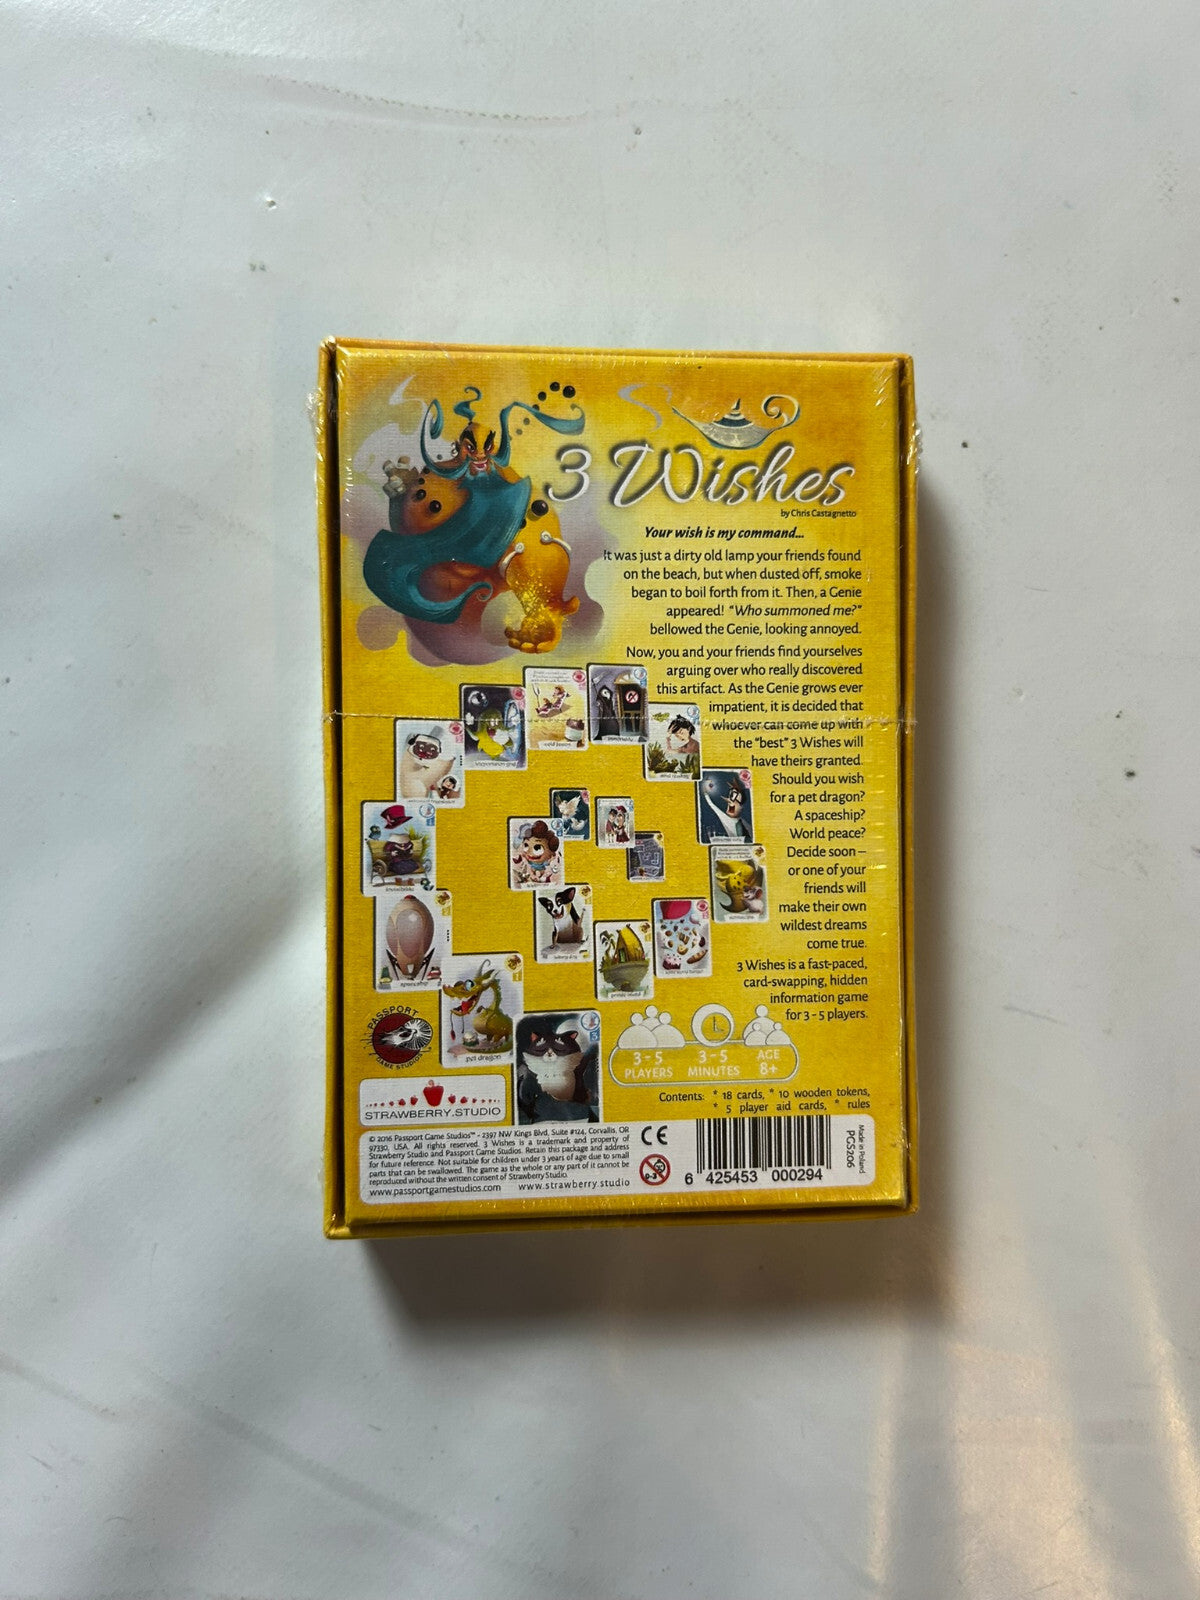 3 Wishes
by Chris Castagnetto
Your wish is my command...
It was just a dirty old lamp your friends found
on the beach, but when dusted off, smoke
began to boil forth from it. Then, a Genie
appeared! "Who summoned me?"
bellowed the Genie, looking annoyed.
Now, you and your friends find yourselves
arguing over who really discovered
this artifact. As the Genie grows ever
impatient, it is decided that
whoever can come up with
the "best" 3 Wishes will
have theirs granted.
Should you wish
for a pet dragon?
A spaceship?
World peace?
Decide soon—
or one of your
friends will
make their own
wildest dreams
come true.
3 Wishes is a fast-paced,
card-swapping, hidden
information game
for 3 - 5 players.
pet dragon
PASSPORT
GAME STUDIOS
3 - 5
PLAYERS
3 - 5
MINUTES
AGE
8+
STRAWBERRY.STUDIO
Contents: * 18 cards, * 10 wooden tokens,
* 5 player aid cards, * rules
© 2016 Passport Game Studios™ - 2397 NW Kings Blvd, Suite #124, Corvallis, OR
97330, USA. All rights reserved. 3 Wishes is a trademark and property of
Strawberry Studio and Passport Game Studios. Retain this package and address
for future reference. Not suitable for children under 3 years of age due to small
parts that can be swallowed. The game as the whole or any part of it cannot be
reproduced without the written consent of Strawberry Studio.
www.passportgamestudios.com www.strawberry.studio
CE
0-3
6 425453 000294
Made in Poland
PGS206